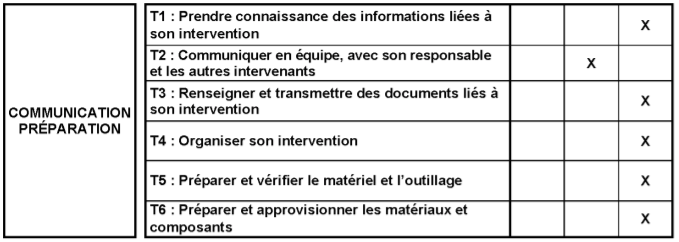 COMMUNICATION
PRÉPARATION
T1 : Prendre connaissance des informations liées à
son intervention
X
T2 : Communiquer en équipe, avec son responsable
et les autres intervenants
X
T3 : Renseigner et transmettre des documents liés à
son intervention
X
T4 : Organiser son intervention
X
T5 : Préparer et vérifier le matériel et l’outillage
X
T6 : Préparer et approvisionner les matériaux et
composants
X